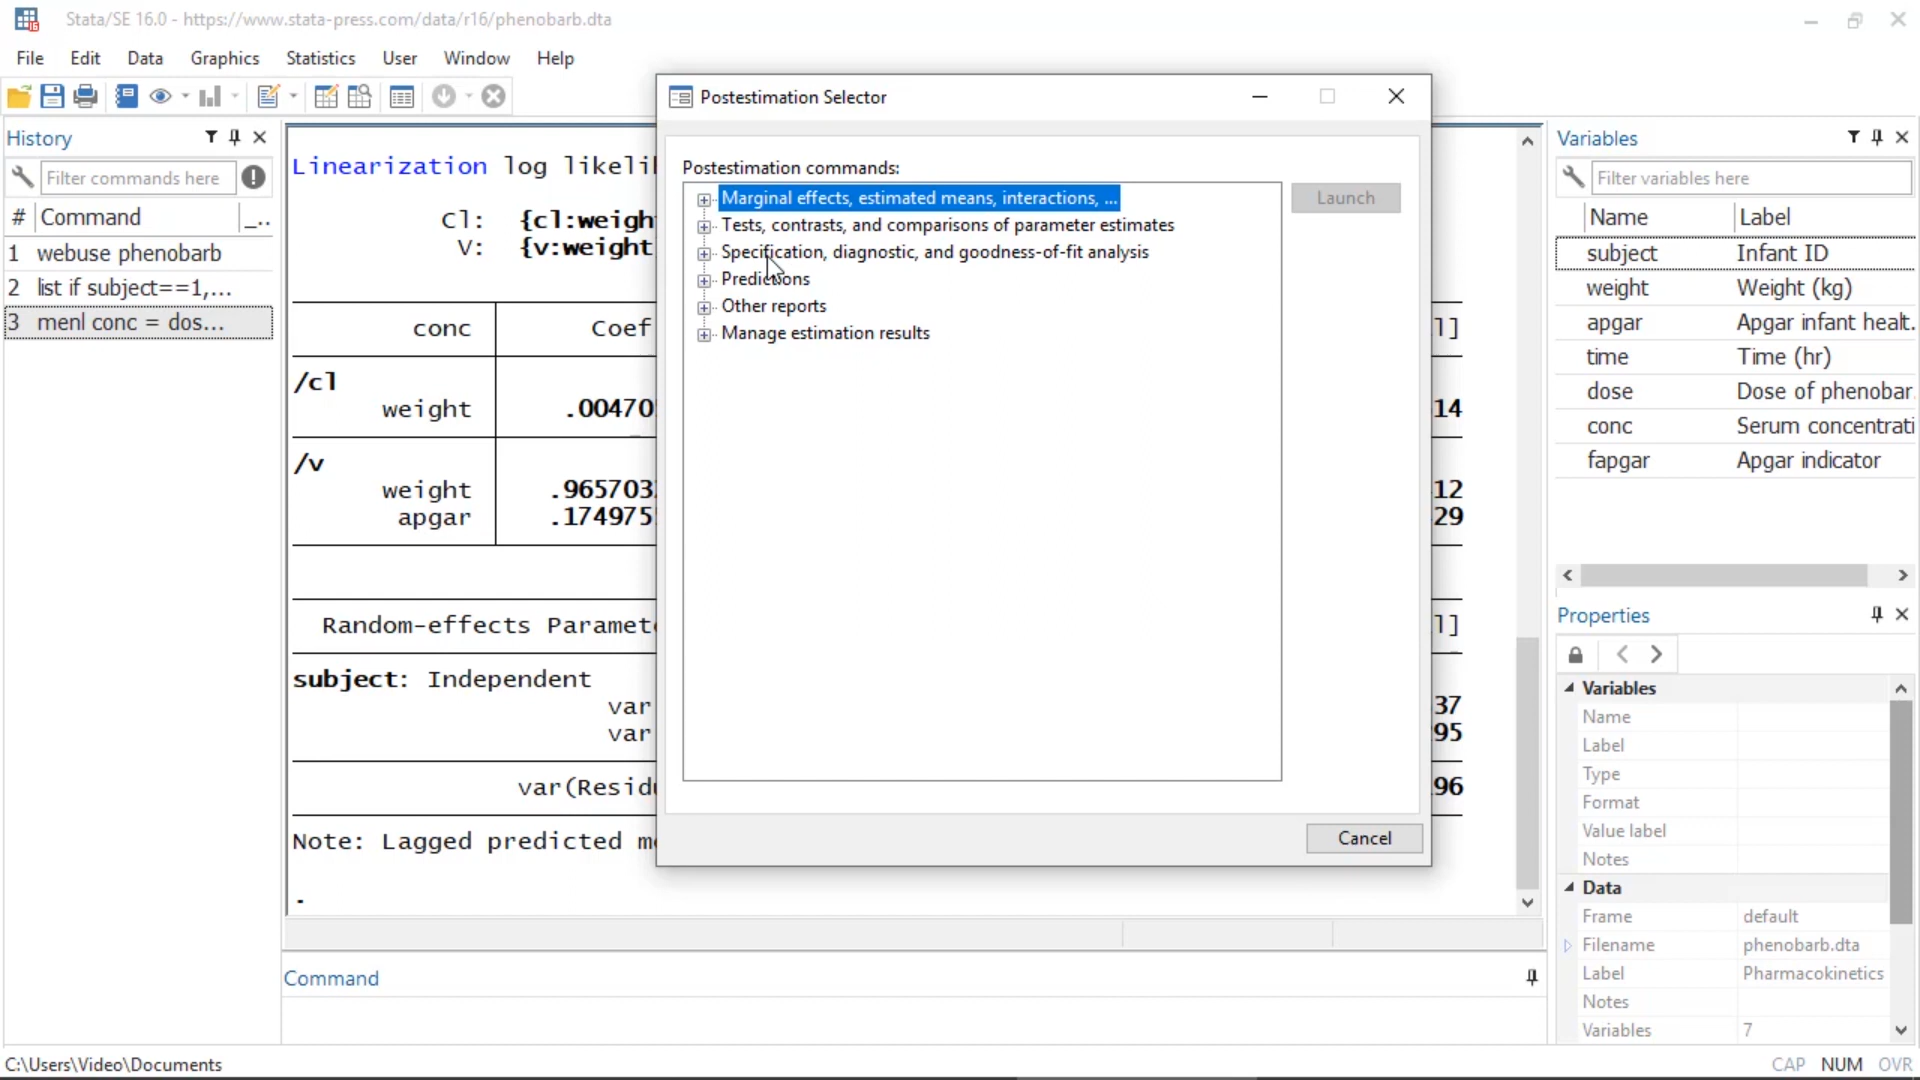 Stata/SE 16.0 - https://www.stata-press.com/data/r16/phenobarb.dta
File Edit Data Graphics Statistics User Window Help
History
Filter commands here
# Command _..
1 webuse phenobarb
2 list if subject==1,...
3 menl conc = dos...
Linearization log likeli
Cl: {cl:weigh
V: {v:weight
conc Coef l]
/cl
weight .00470 14
/v
weight .965703 12
apgar .174975 29
Random-effects Paramet l]
subject: Independent
var 37
var 95
var(Resid 96
Note: Lagged predicted m
.
Postestimation Selector
Postestimation commands:
Marginal effects, estimated means, interactions, ...
Tests, contrasts, and comparisons of parameter estimates
Specification, diagnostic, and goodness-of-fit analysis
Predictions
Other reports
Manage estimation results
Launch
Cancel
Command
Variables
Filter variables here
Name Label
subject Infant ID
weight Weight (kg)
apgar Apgar infant healt.
time Time (hr)
dose Dose of phenobar
conc Serum concentrati
fapgar Apgar indicator
Properties
Variables
Name
Label
Type
Format
Value label
Notes
Data
Frame default
Filename phenobarb.dta
Label Pharmacokinetics
Notes
Variables 7
C:\Users\Video\Documents
CAP NUM OVR